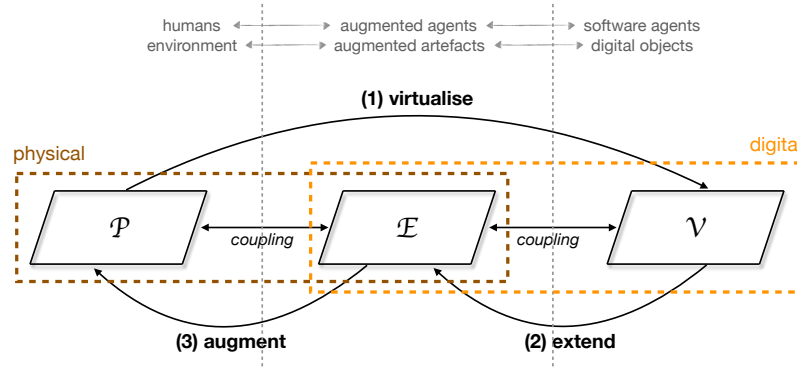 humans augmented agents software agents
environment augmented artefacts digital objects
(1) virtualise
physical digita
𝒫 ℰ 𝒱
coupling coupling
(3) augment (2) extend